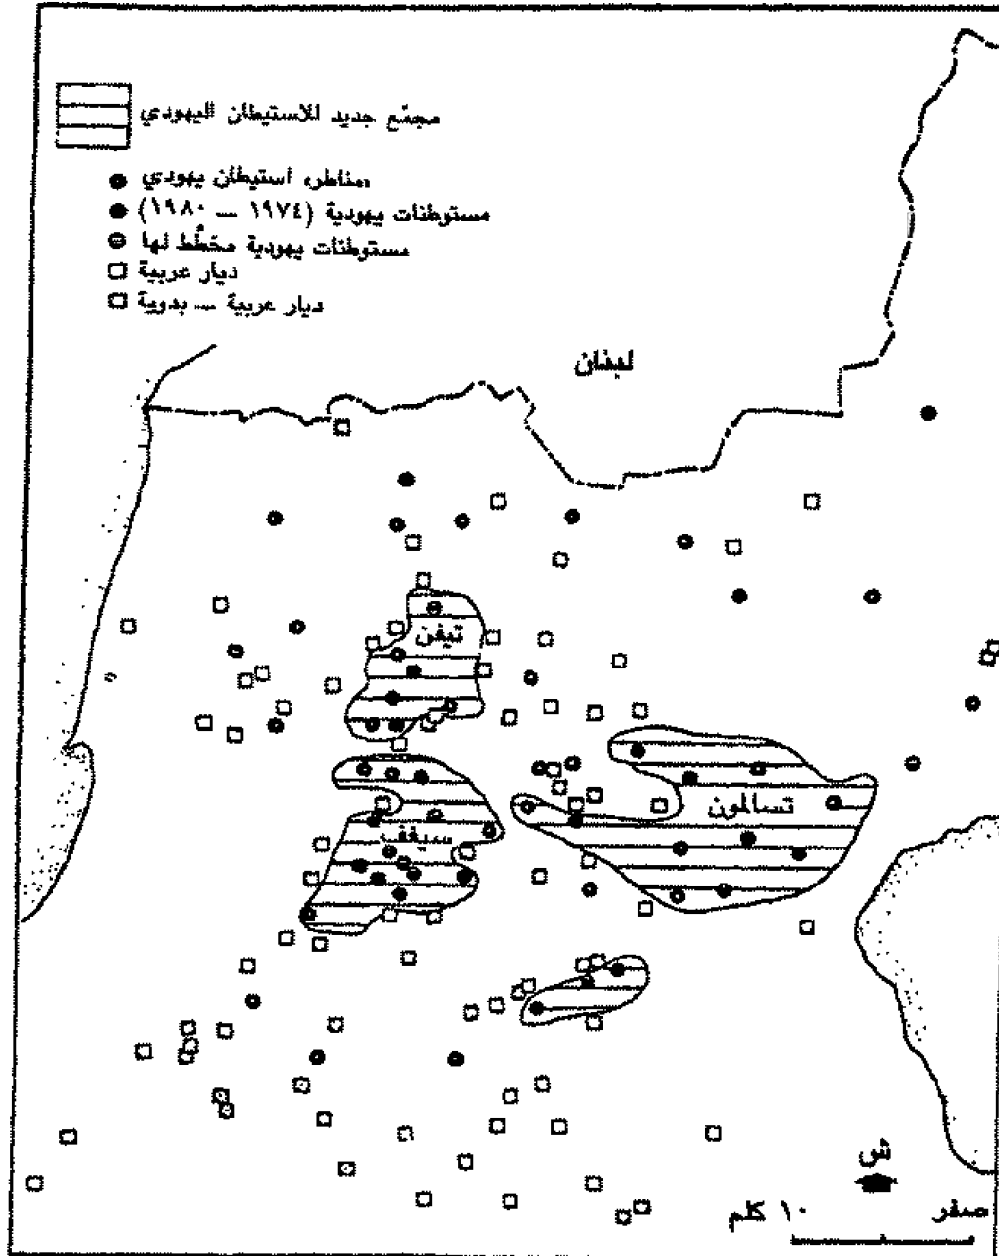 مجمّع جديد للاستيطان اليهودي
مناطر، استيطان يهودي
مستوطنات يهودية (١٩٧٤ — ١٩٨٠)
مستوطنات يهودية مخطّط لها
ديار عربية
ديار عربية — بدوية
لبنان
تيفن
تسالمون
سيغف
ش
صفر ١٠ كلم